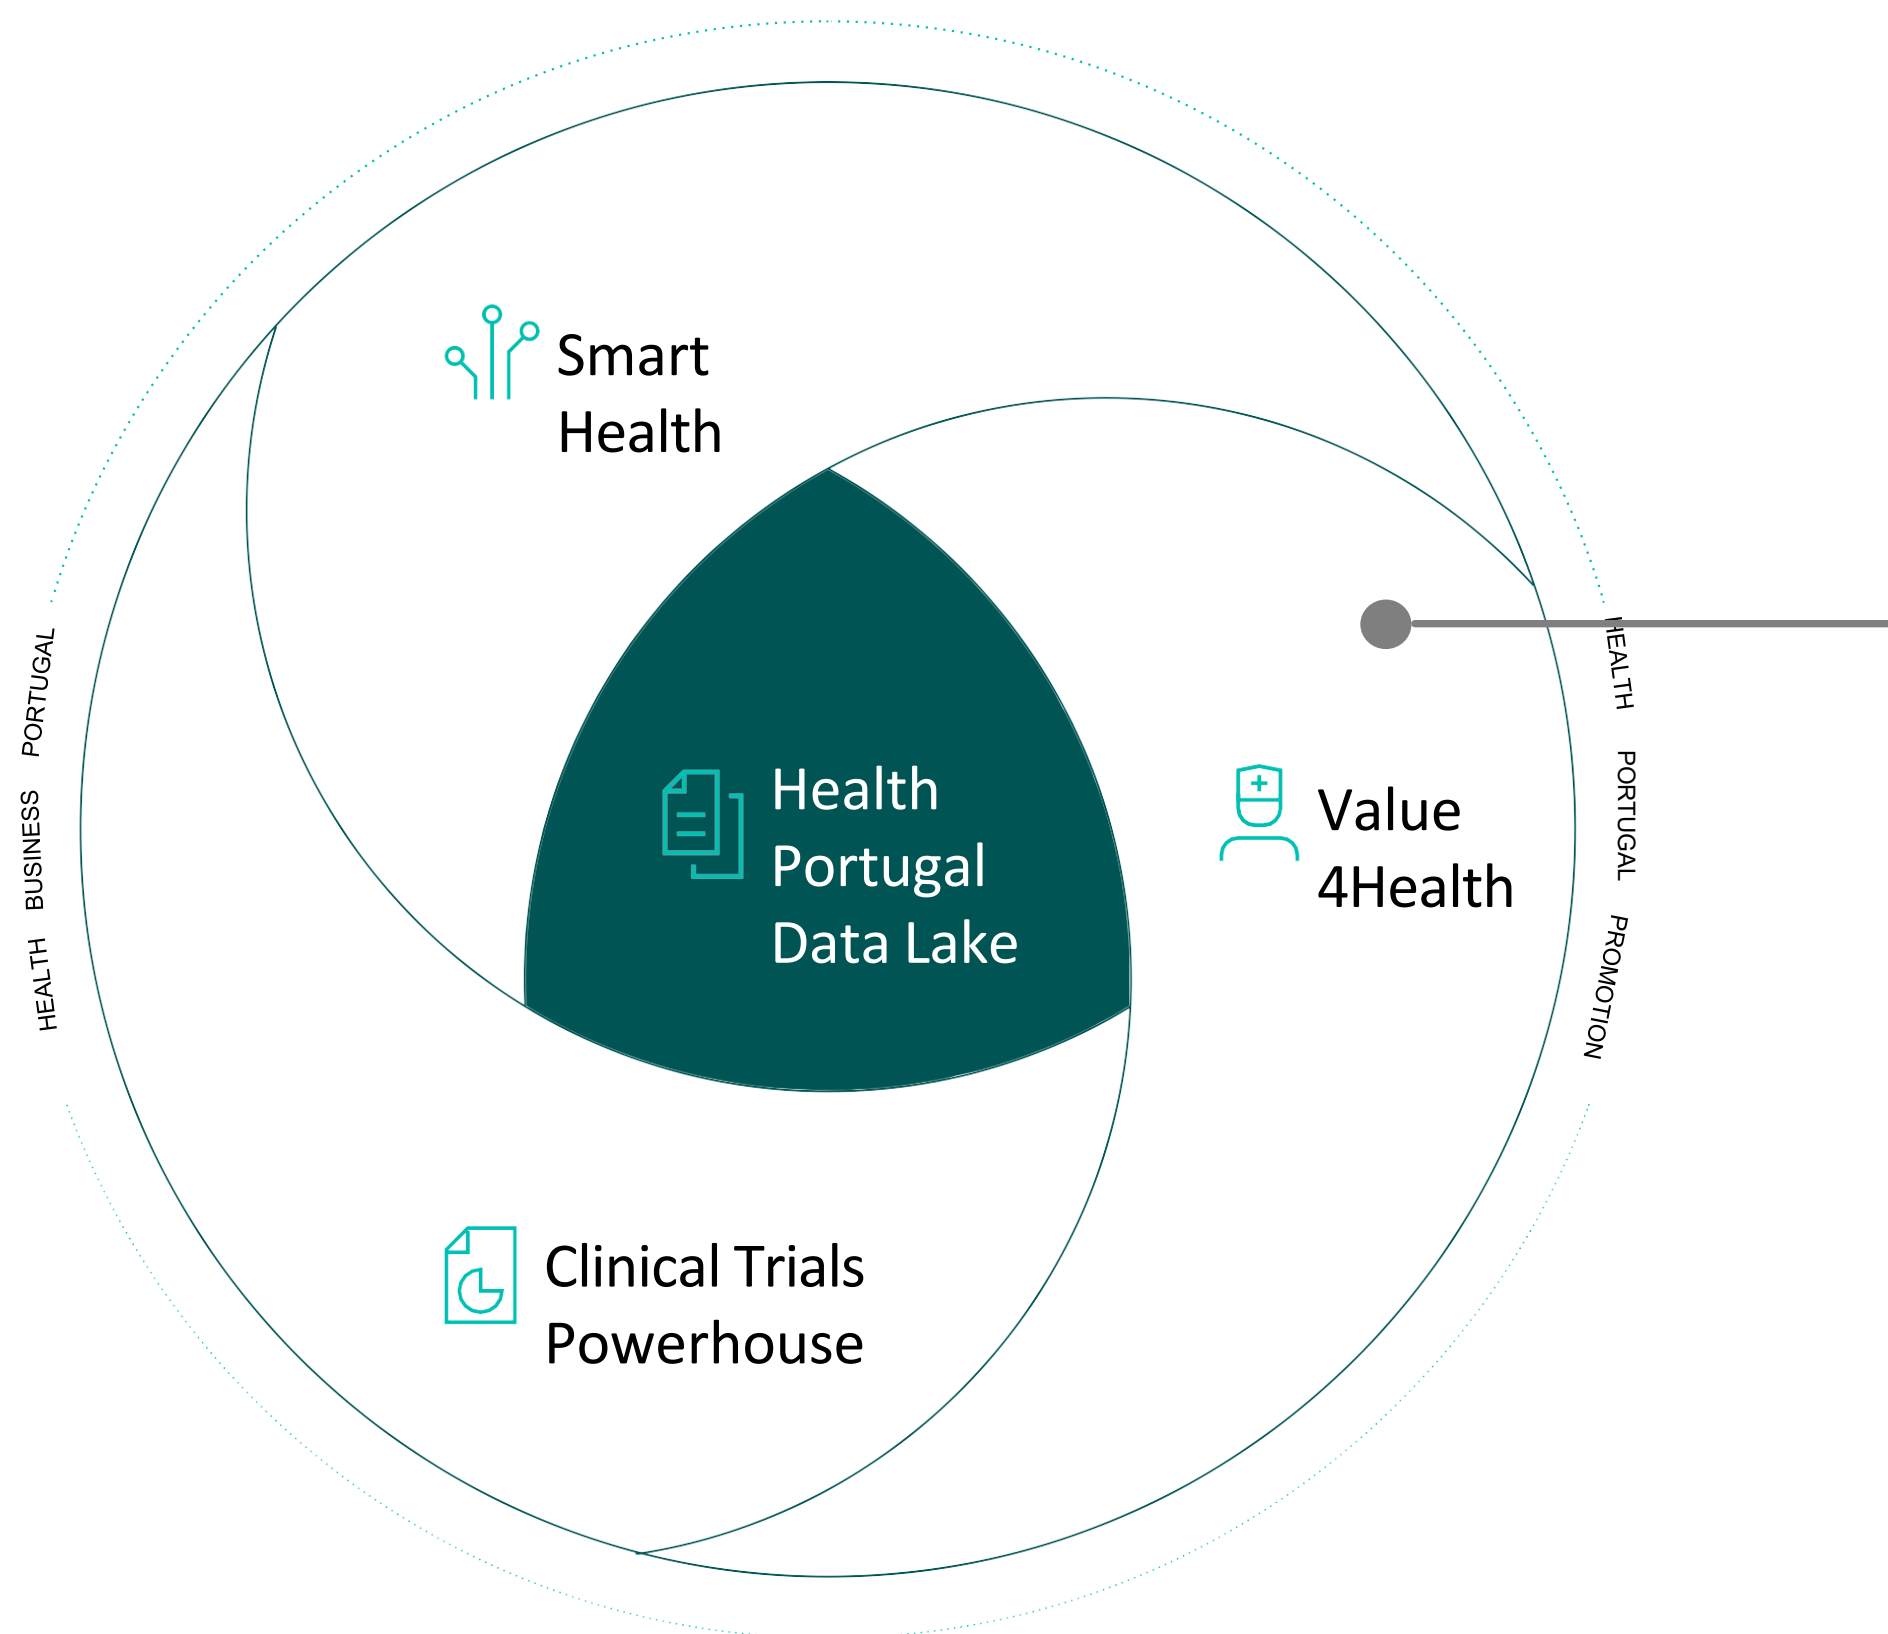 Smart
Health
HEALTH BUSINESS PORTUGAL
Health
Portugal
Data Lake
Value
4Health
HEALTH PORTUGAL PROMOTION
Clinical Trials
Powerhouse